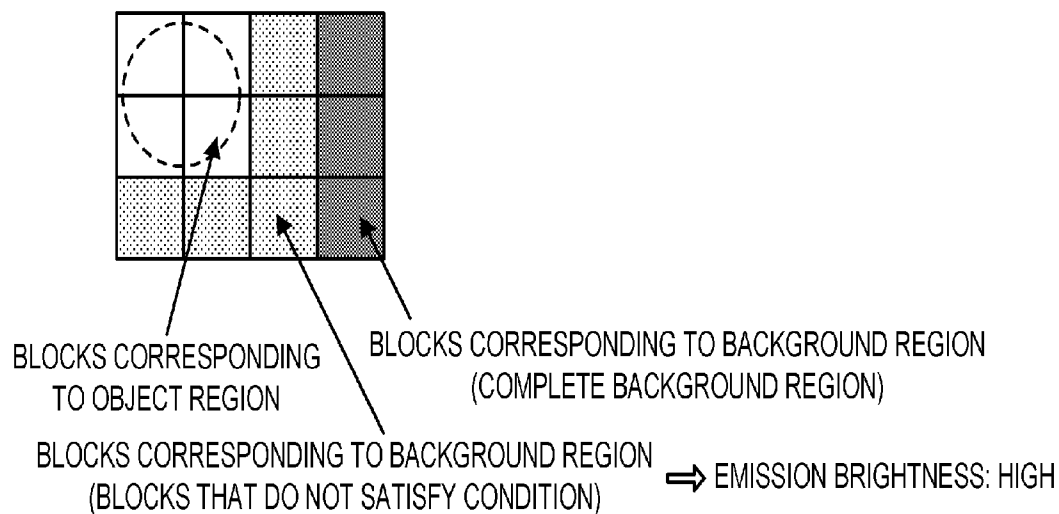 BLOCKS CORRESPONDING
TO OBJECT REGION
BLOCKS CORRESPONDING TO BACKGROUND REGION
(COMPLETE BACKGROUND REGION)
BLOCKS CORRESPONDING TO BACKGROUND REGION
(BLOCKS THAT DO NOT SATISFY CONDITION)
⇨ EMISSION BRIGHTNESS: HIGH